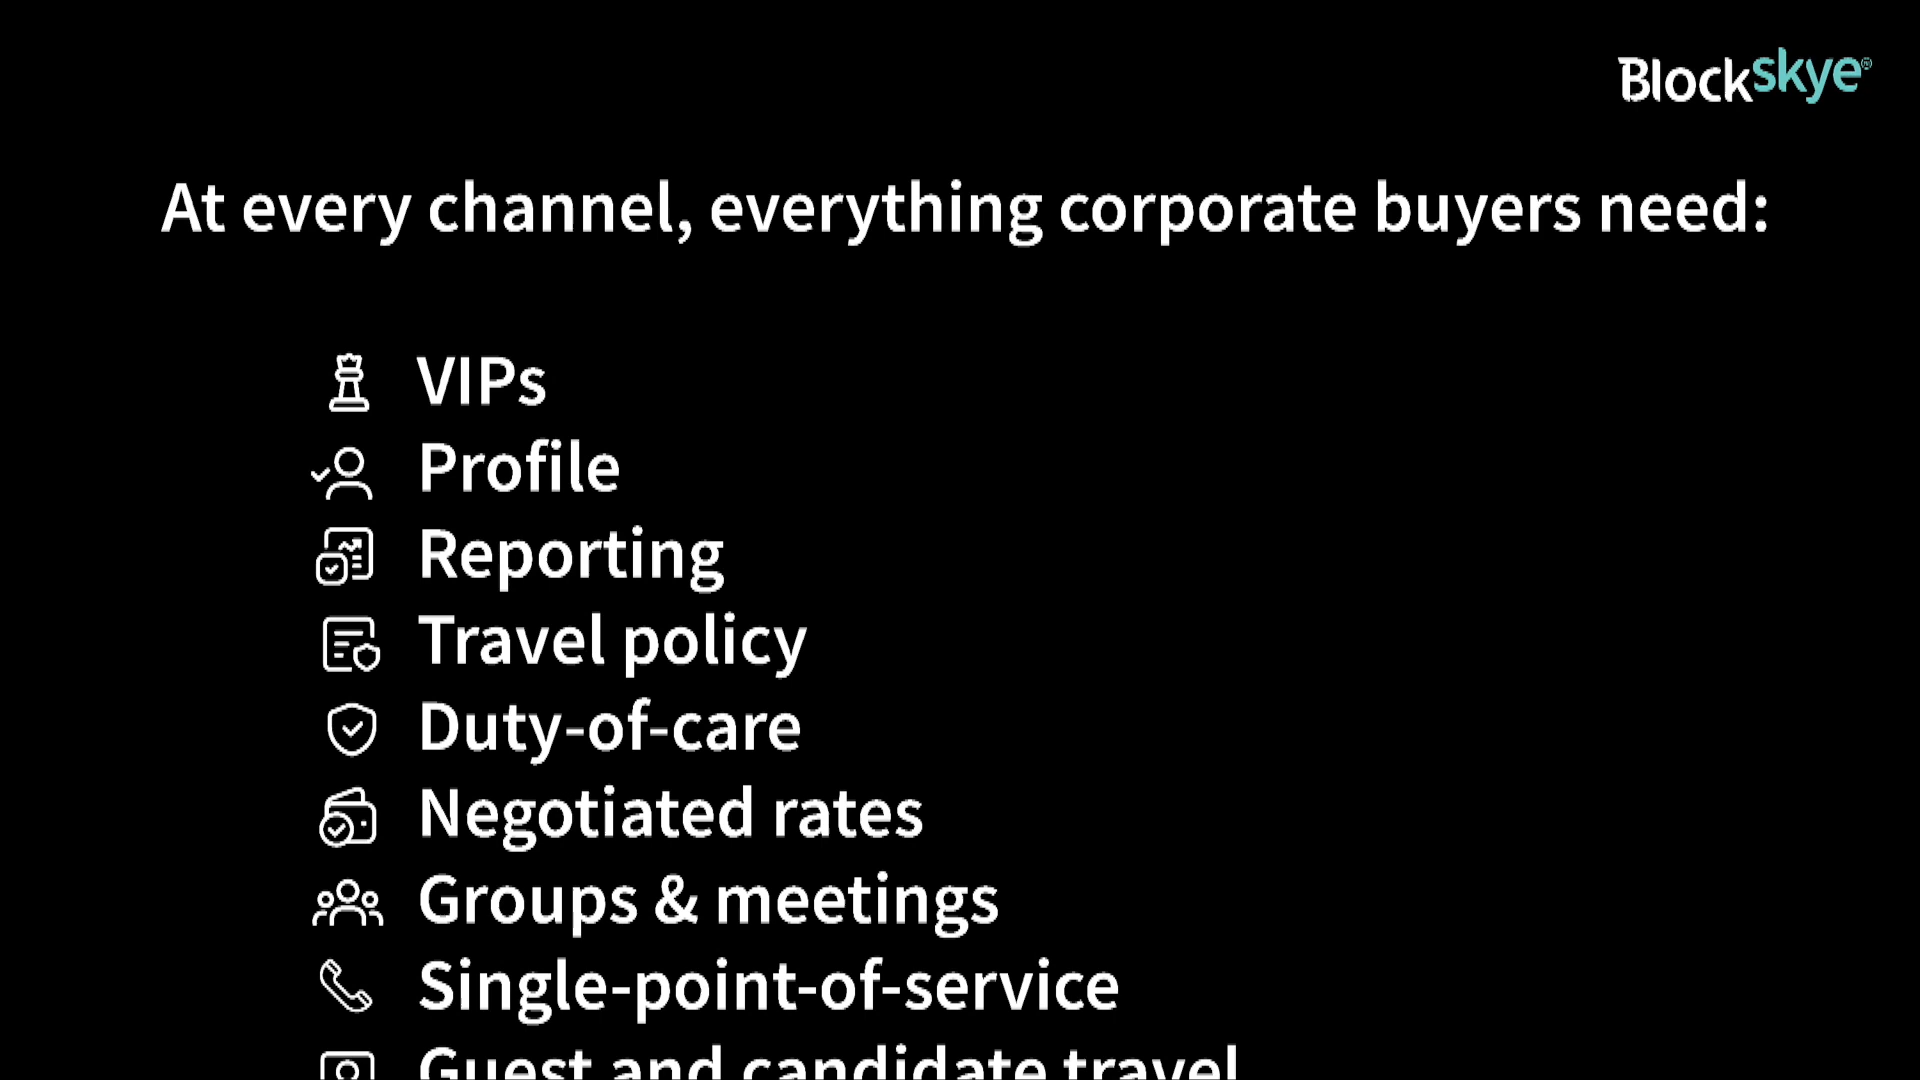 Blockskye®
At every channel, everything corporate buyers need:
VIPs
Profile
Reporting
Travel policy
Duty-of-care
Negotiated rates
Groups & meetings
Single-point-of-service
Guest and candidate travel